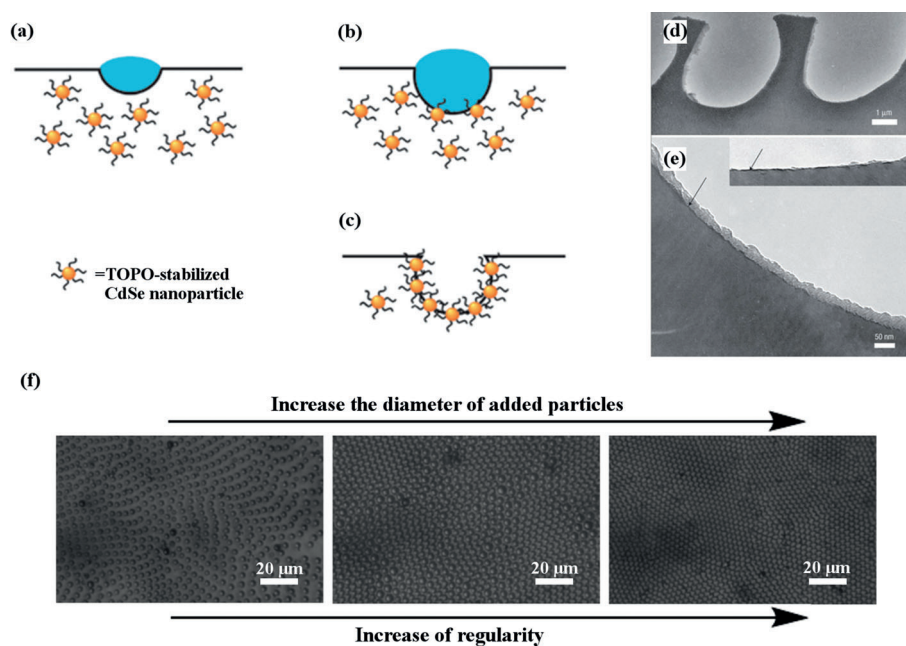 (a)
(b)
(c)
=TOPO-stabilized
CdSe nanoparticle
(d)
1 μm
(e)
50 nm
(f)
Increase the diameter of added particles
20 μm
20 μm
20 μm
Increase of regularity